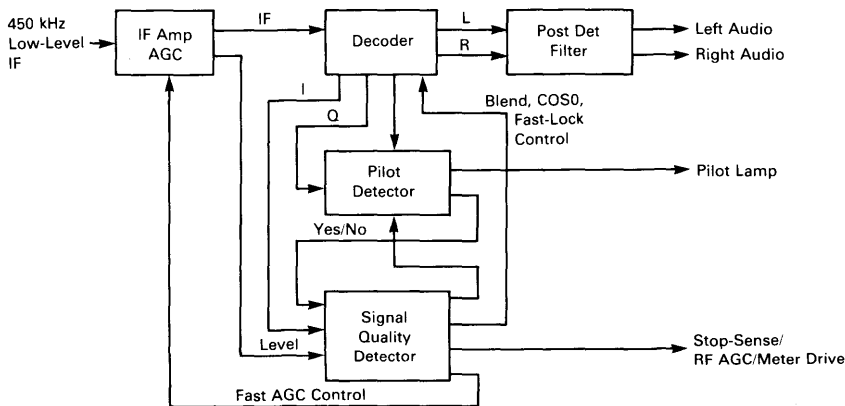 450 kHz
Low-Level
IF
IF Amp
AGC
IF
Decoder
L
R
Post Det
Filter
Left Audio
Right Audio
I
Q
Blend, COS0,
Fast-Lock
Control
Pilot
Detector
Pilot Lamp
Yes/No
Signal
Quality
Detector
Level
Stop-Sense/
RF AGC/Meter Drive
Fast AGC Control